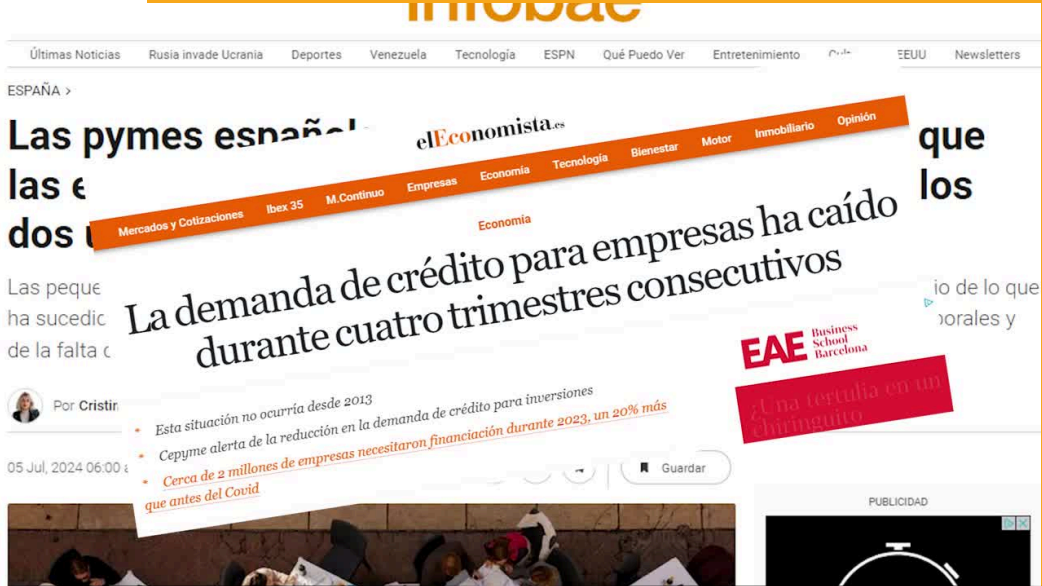 infobae
Últimas Noticias Rusia invade Ucrania Deportes Venezuela Tecnología ESPN Qué Puedo Ver Entretenimiento EEUU Newsletters
ESPAÑA >
Las pymes que
las los
dos
Las
ha
de la falta
io de lo que
porales y
Por
05 Jul, 2024 06:00
Guardar
PUBLICIDAD
elEconomista.es
Mercados y Cotizaciones Ibex 35 M.Continuo Empresas Economía Tecnología Bienestar Motor Inmobiliario Opinión
Economía
La demanda de crédito para empresas ha caído
durante cuatro trimestres consecutivos
• Esta situación no ocurría desde 2013
• Cepyme alerta de la reducción en la demanda de crédito para inversiones
• Cerca de 2 millones de empresas necesitaron financiación durante 2023, un 20% más
que antes del Covid
EAE Business
School
Barcelona
¿Una tertulia en un
chiringuito